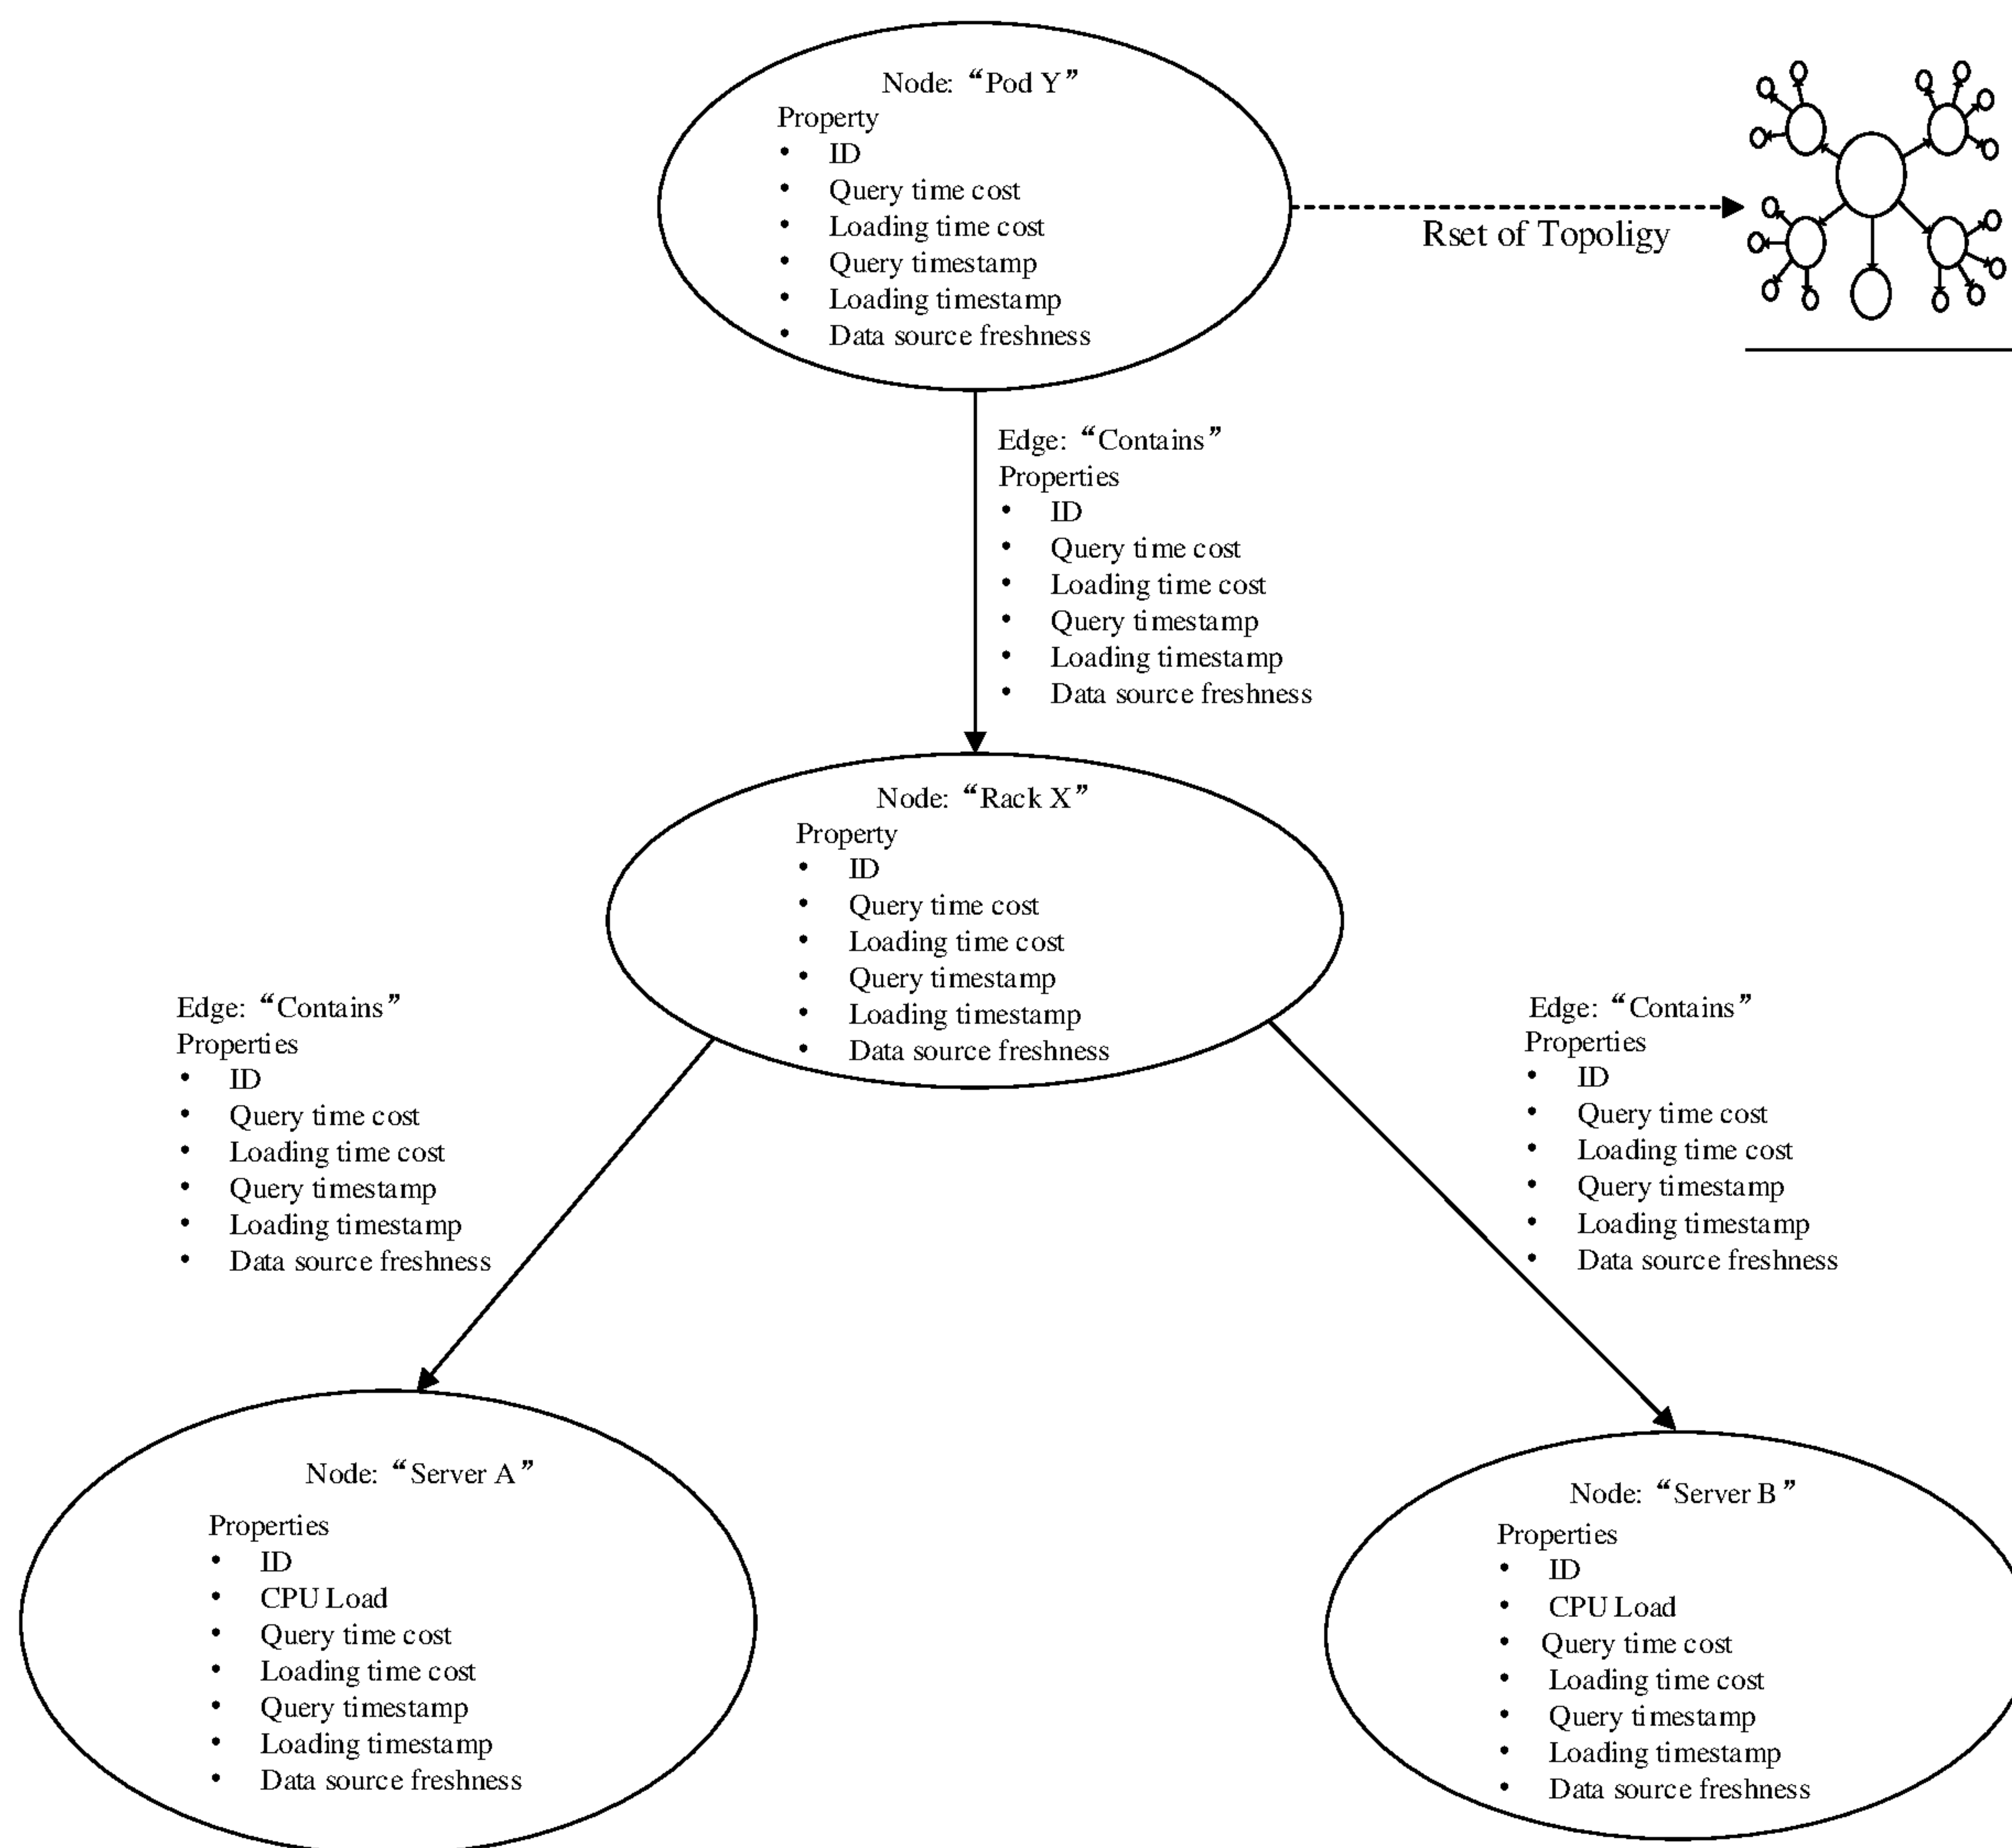 Node: “Pod Y”
Property
• ID
• Query time cost
• Loading time cost
• Query timestamp
• Loading timestamp
• Data source freshness
Rset of Topoligy
Edge: “Contains”
Properties
• ID
• Query time cost
• Loading time cost
• Query timestamp
• Loading timestamp
• Data source freshness
Node: “Rack X”
Property
• ID
• Query time cost
• Loading time cost
• Query timestamp
• Loading timestamp
• Data source freshness
Edge: “Contains”
Properties
• ID
• Query time cost
• Loading time cost
• Query timestamp
• Loading timestamp
• Data source freshness
Edge: “Contains”
Properties
• ID
• Query time cost
• Loading time cost
• Query timestamp
• Loading timestamp
• Data source freshness
Node: “Server A”
Properties
• ID
• CPU Load
• Query time cost
• Loading time cost
• Query timestamp
• Loading timestamp
• Data source freshness
Node: “Server B”
Properties
• ID
• CPU Load
• Query time cost
• Loading time cost
• Query timestamp
• Loading timestamp
• Data source freshness